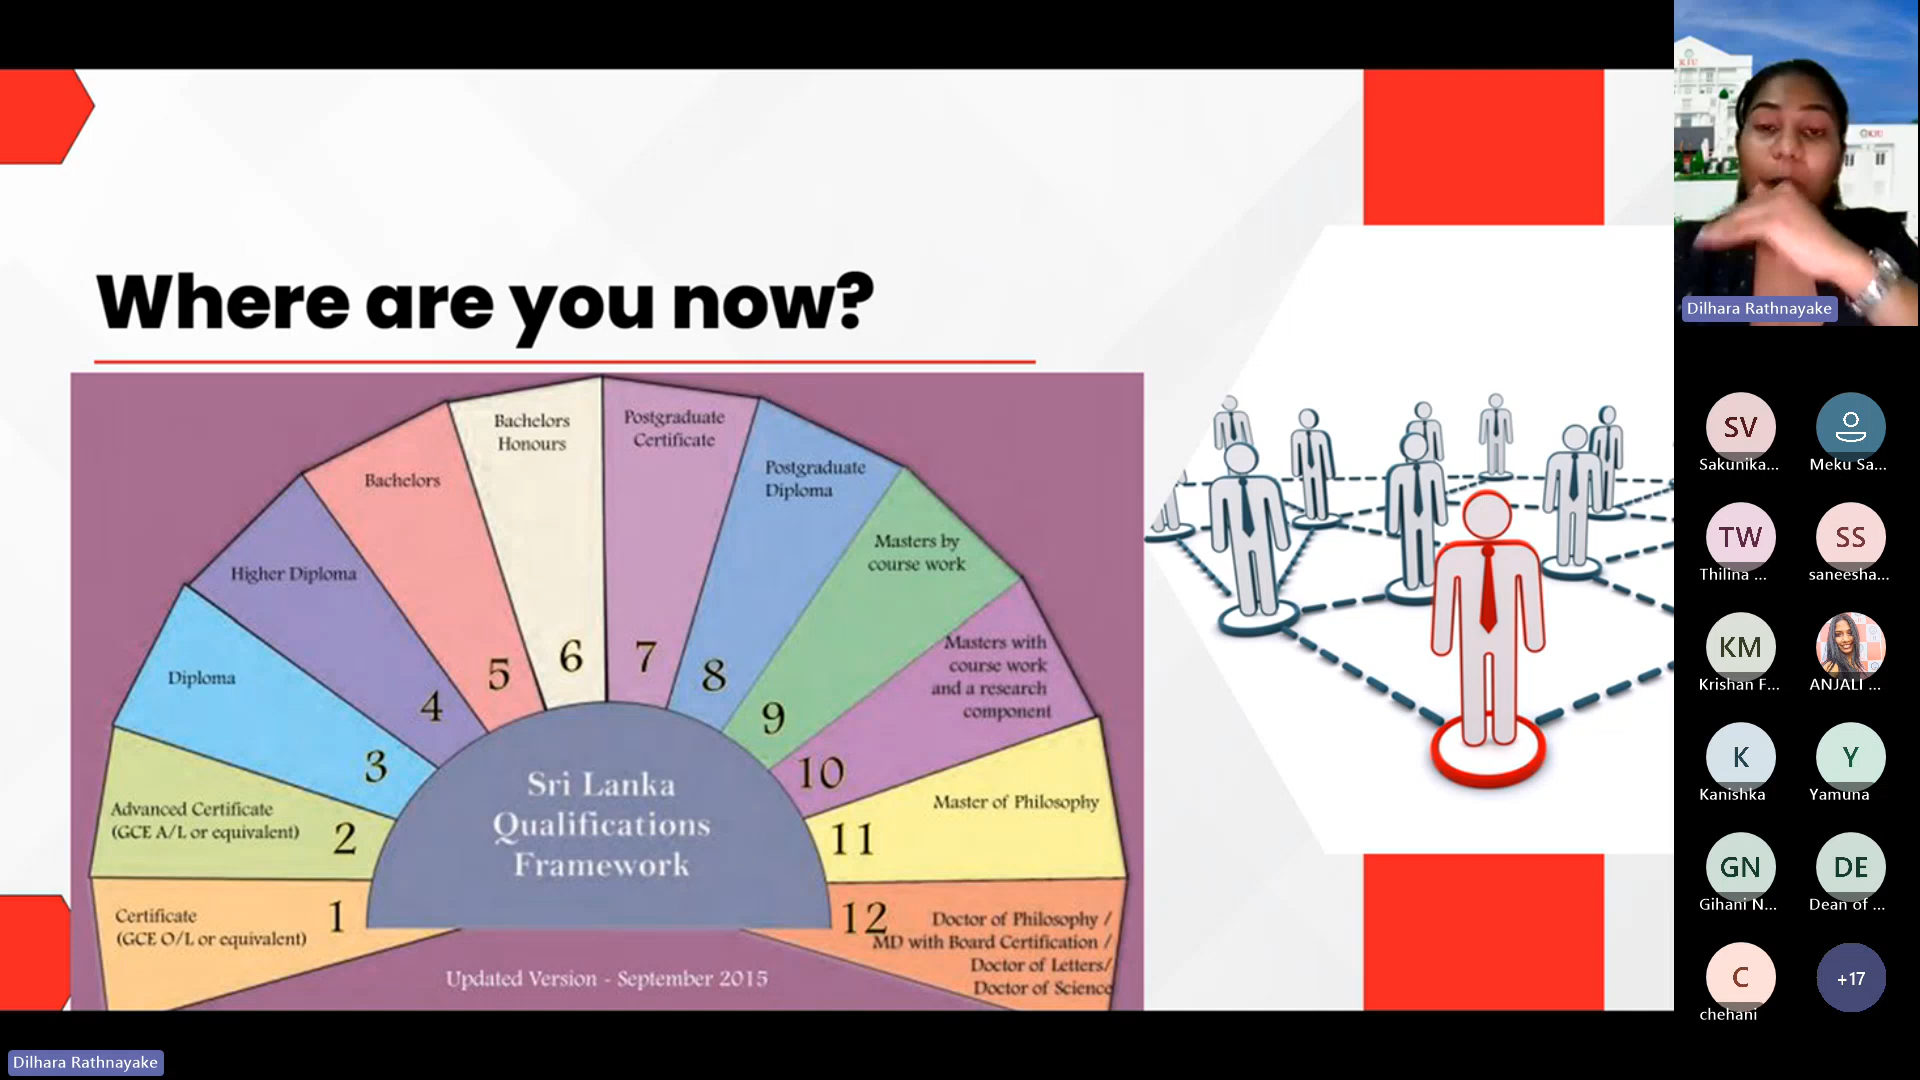 Where are you now?
Certificate
(GCE O/L or equivalent)
1
Advanced Certificate
(GCE A/L or equivalent)
2
Diploma
3
Higher Diploma
4
Bachelors
5
Bachelors
Honours
6
Postgraduate
Certificate
7
Postgraduate
Diploma
8
Masters by
course work
9
Masters with
course work
and a research
component
10
Master of Philosophy
11
12
Doctor of Philosophy /
MD with Board Certification /
Doctor of Letters/
Doctor of Science
Sri Lanka
Qualifications
Framework
Updated Version - September 2015
KIU
KIU
Dilhara Rathnayake
SV
Sakunika...
Meku Sa...
TW
Thilina ...
SS
saneesha...
KM
Krishan F...
ANJALI ...
K
Kanishka
Y
Yamuna
GN
Gihani N...
DE
Dean of ...
C
chehani
+17
Dilhara Rathnayake